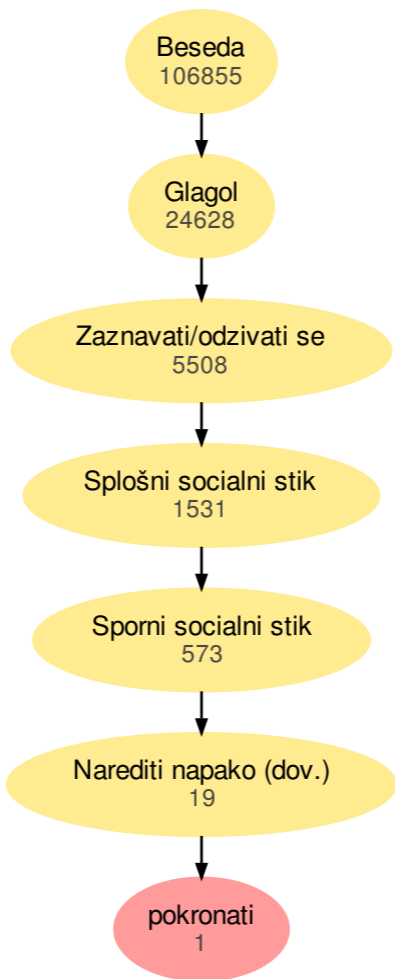 Beseda
106855
Glagol
24628
Zaznavati/odzivati se
5508
Splošni socialni stik
1531
Sporni socialni stik
573
Narediti napako (dov.)
19
pokronati
1